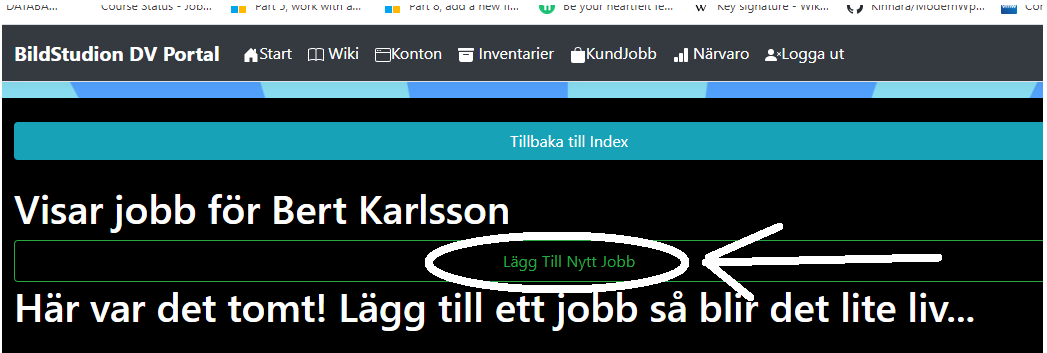 DATABA... Course Status - Job... Part 5, work with a... Part 8, add a new fi... Be your heartfelt fe... W Key signature - Wik... Kinnara/ModernWp...
BildStudion DV Portal Start Wiki Konton Inventarier KundJobb Närvaro Logga ut
Tillbaka till Index
Visar jobb för Bert Karlsson
Lägg Till Nytt Jobb
Här var det tomt! Lägg till ett jobb så blir det lite liv...